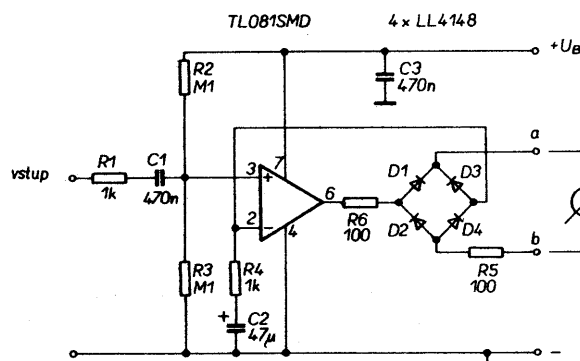 TL081SMD 4 x LL4148
+UB
R2
M1
C3
470n
a
vstup
R1
1k
C1
470n
3
+
7
6
2
-
4
D1
D3
D2
D4
R6
100
b
R5
100
R3
M1
R4
1k
+
C2
47µ
-